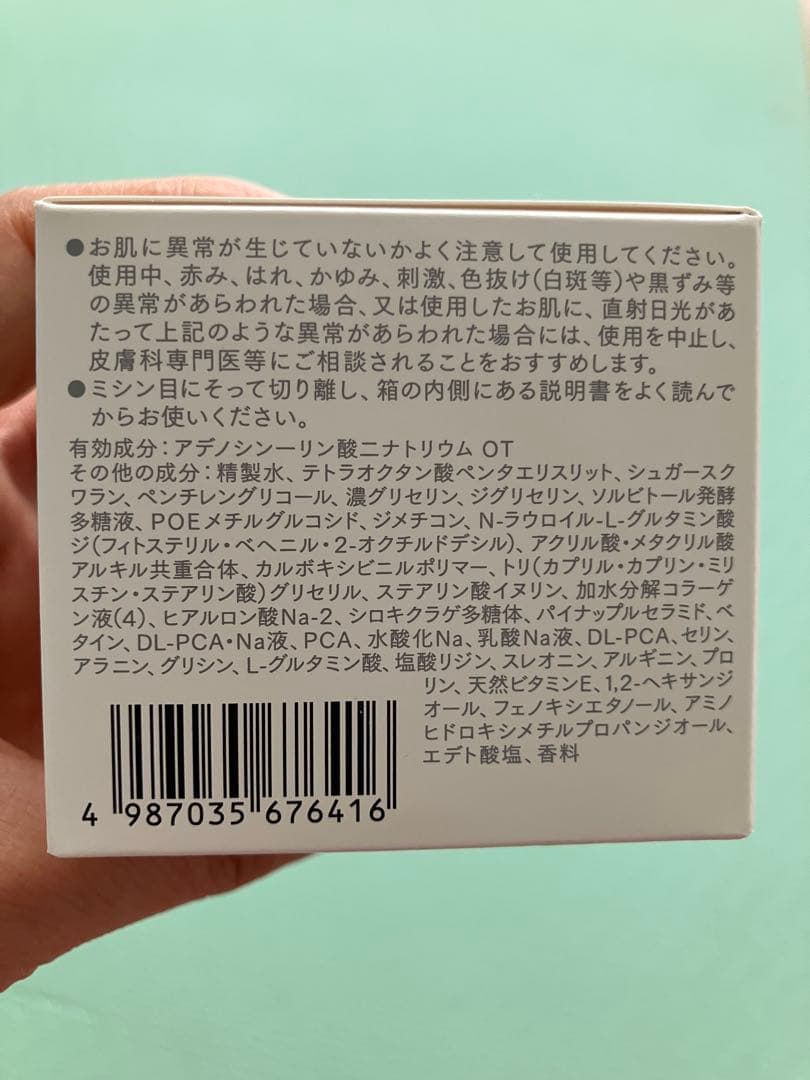 ●お肌に異常が生じていないかよく注意して使用してください。
使用中、赤み、はれ、かゆみ、刺激、色抜け(白斑等)や黒ずみ等
の異常があらわれた場合、又は使用したお肌に、直射日光があ
たって上記のような異常があらわれた場合には、使用を中止し、
皮膚科専門医等にご相談されることをおすすめします。
●ミシン目にそって切り離し、箱の内側にある説明書をよく読んで
からお使いください。
有効成分：アデノシン一リン酸二ナトリウム OT
その他の成分：精製水、テトラオクタン酸ペンタエリスリット、シュガースク
ワラン、ペンチレングリコール、濃グリセリン、ジグリセリン、ソルビトール発酵
多糖液、POEメチルグルコシド、ジメチコン、N-ラウロイル-L-グルタミン酸
ジ(フィトステリル・ベヘニル・2-オクチルドデシル)、アクリル酸・メタクリル酸
アルキル共重合体、カルボキシビニルポリマー、トリ(カプリル・カプリン・ミリ
スチン・ステアリン酸)グリセリル、ステアリン酸イヌリン、加水分解コラーゲ
ン液(4)、ヒアルロン酸Na-2、シロキクラゲ多糖体、パイナップルセラミド、ベ
タイン、DL-PCA・Na液、PCA、水酸化Na、乳酸Na液、DL-PCA、セリン、
アラニン、グリシン、L-グルタミン酸、塩酸リジン、スレオニン、アルギニン、プロ
リン、天然ビタミンE、1,2-ヘキサンジ
オール、フェノキシエタノール、アミノ
ヒドロキシメチルプロパンジオール、
エデト酸塩、香料
4 987035 676416